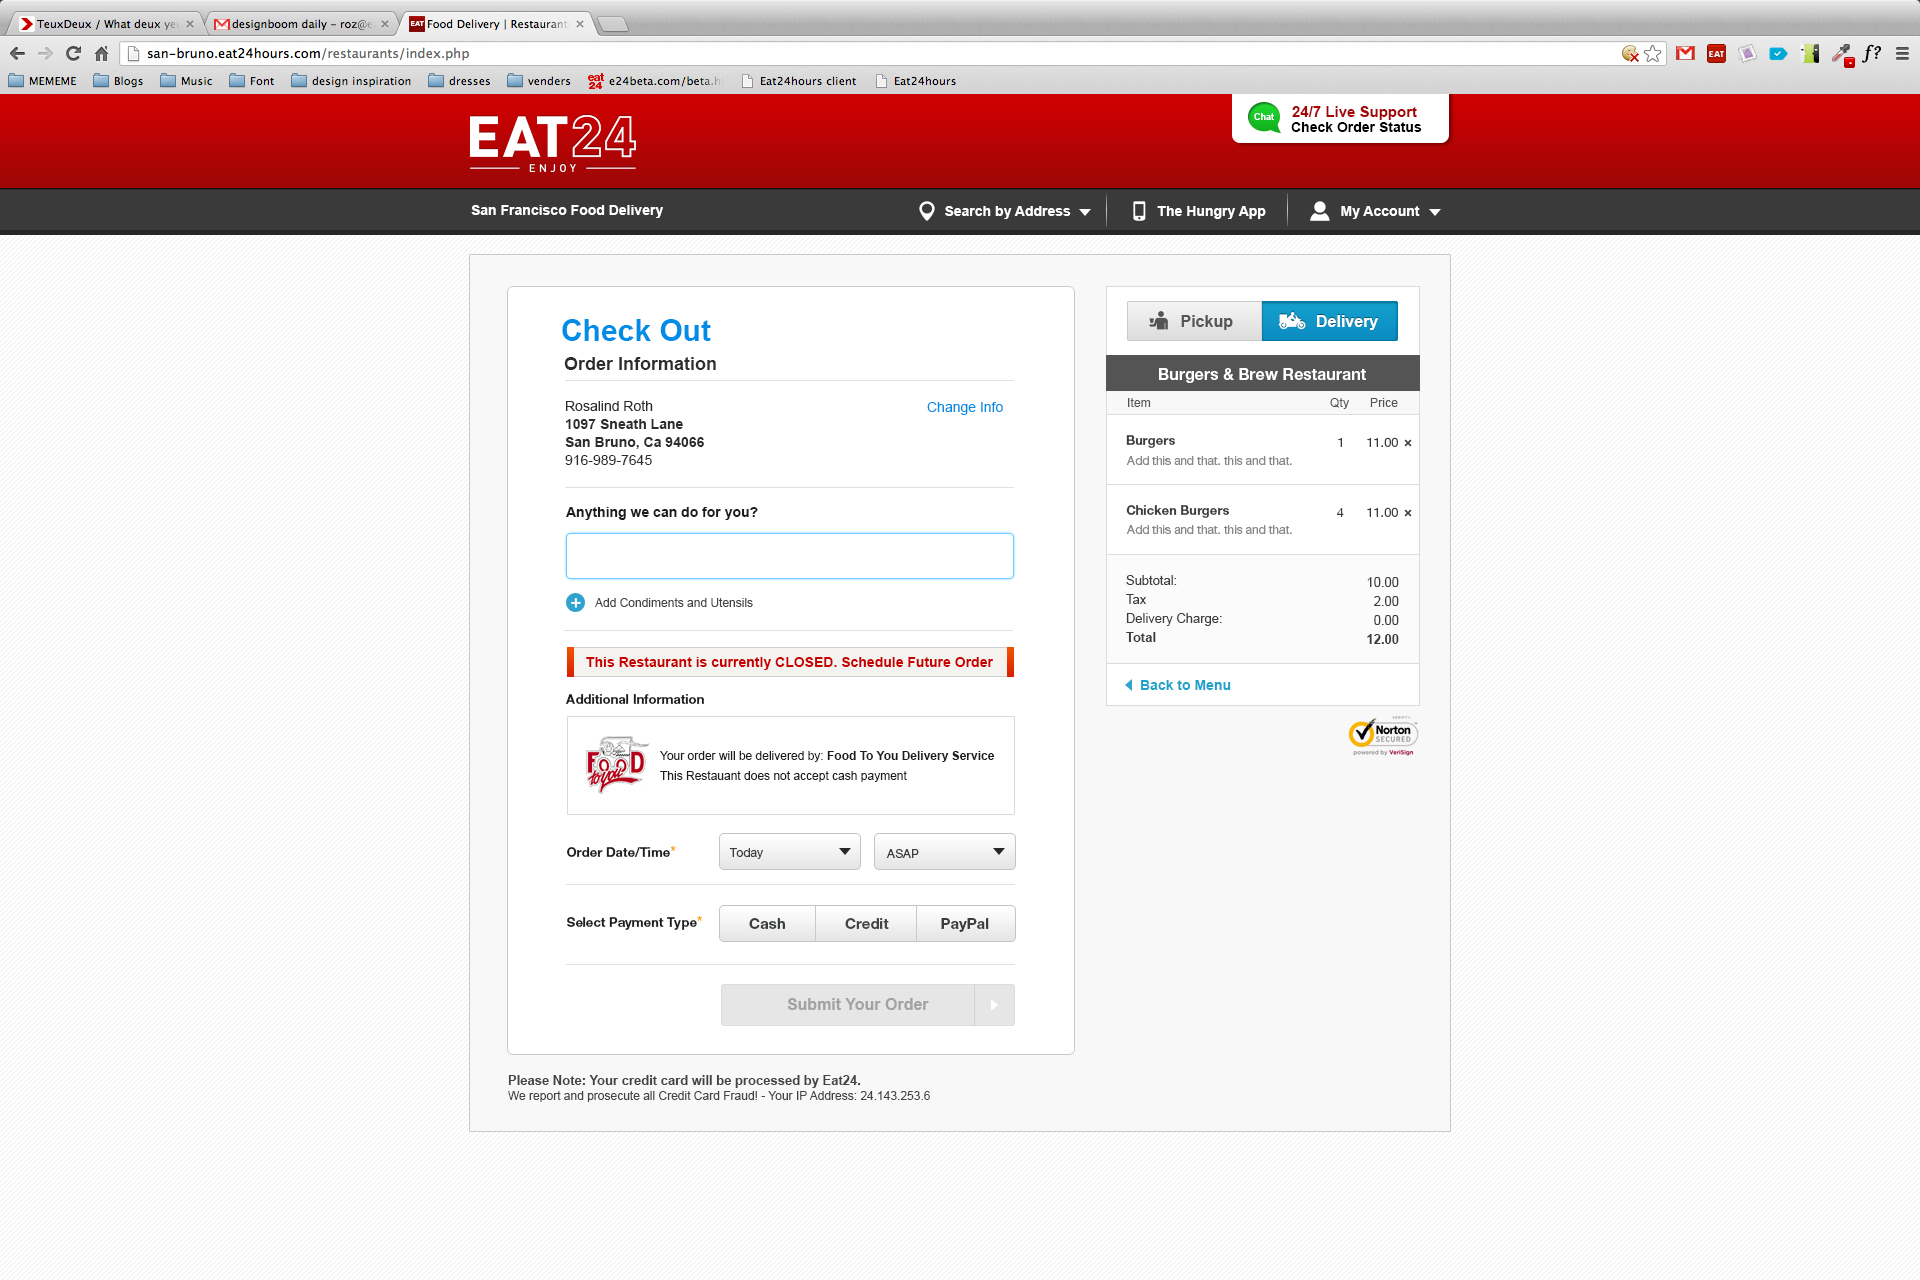 TeuxDeux / What deux ye
designboom daily – roz@e
EAT Food Delivery | Restaurant
san-bruno.eat24hours.com/restaurants/index.php
EAT
f?
MEMEME Blogs Music Font design inspiration dresses venders eat 24 e24beta.com/beta.h Eat24hours client Eat24hours
EAT24
ENJOY
Chat
24/7 Live Support
Check Order Status
San Francisco Food Delivery
Search by Address
The Hungry App
My Account
Check Out
Order Information
Rosalind Roth
Change Info
1097 Sneath Lane
San Bruno, Ca 94066
916-989-7645
Anything we can do for you?
Add Condiments and Utensils
This Restaurant is currently CLOSED. Schedule Future Order
Additional Information
FOOD
to you
Your order will be delivered by: Food To You Delivery Service
This Restauant does not accept cash payment
Order Date/Time*
Today
ASAP
Select Payment Type*
Cash
Credit
PayPal
Submit Your Order
Please Note: Your credit card will be processed by Eat24.
We report and prosecute all Credit Card Fraud! - Your IP Address: 24.143.253.6
Pickup
Delivery
Burgers & Brew Restaurant
Item Qty Price
Burgers 1 11.00 ×
Add this and that. this and that.
Chicken Burgers 4 11.00 ×
Add this and that. this and that.
Subtotal: 10.00
Tax 2.00
Delivery Charge: 0.00
Total 12.00
Back to Menu
Norton
SECURED
powered by VeriSign